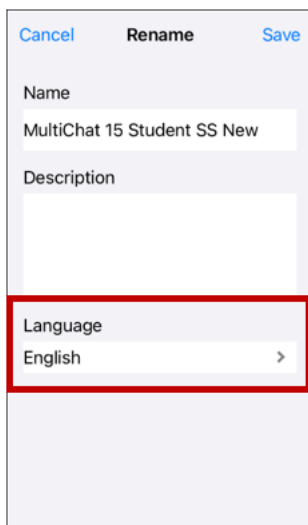 Cancel Rename Save
Name
MultiChat 15 Student SS New
Description
Language
English